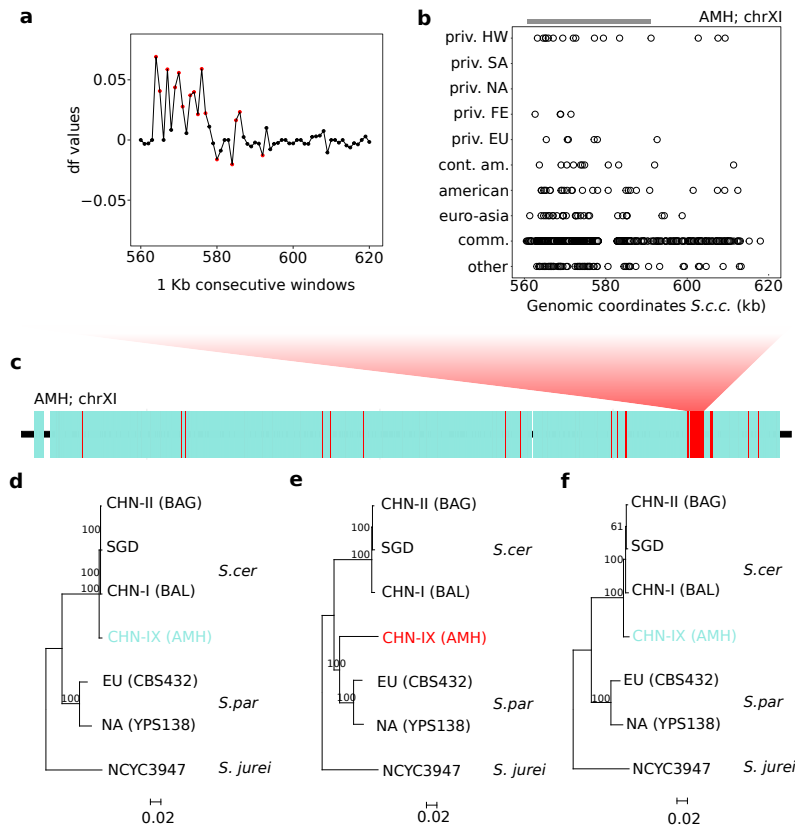 a
0.05
0
−0.05
df values
560
580
600
620
1 Kb consecutive windows
b
AMH; chrXI
priv. HW
priv. SA
priv. NA
priv. FE
priv. EU
cont. am.
american
euro-asia
comm.
other
560
580
600
620
Genomic coordinates S.c.c. (kb)
c
AMH; chrXI
d
CHN-II (BAG)
100
SGD
100
100
CHN-I (BAL)
S.cer
CHN-IX (AMH)
EU (CBS432)
100
S.par
NA (YPS138)
NCYC3947
S. jurei
0.02
e
CHN-II (BAG)
100
SGD
100
CHN-I (BAL)
S.cer
CHN-IX (AMH)
100
EU (CBS432)
100
S.par
NA (YPS138)
NCYC3947
S. jurei
0.02
f
CHN-II (BAG)
61
SGD
100
100
CHN-I (BAL)
S.cer
CHN-IX (AMH)
EU (CBS432)
100
S.par
NA (YPS138)
NCYC3947
S. jurei
0.02